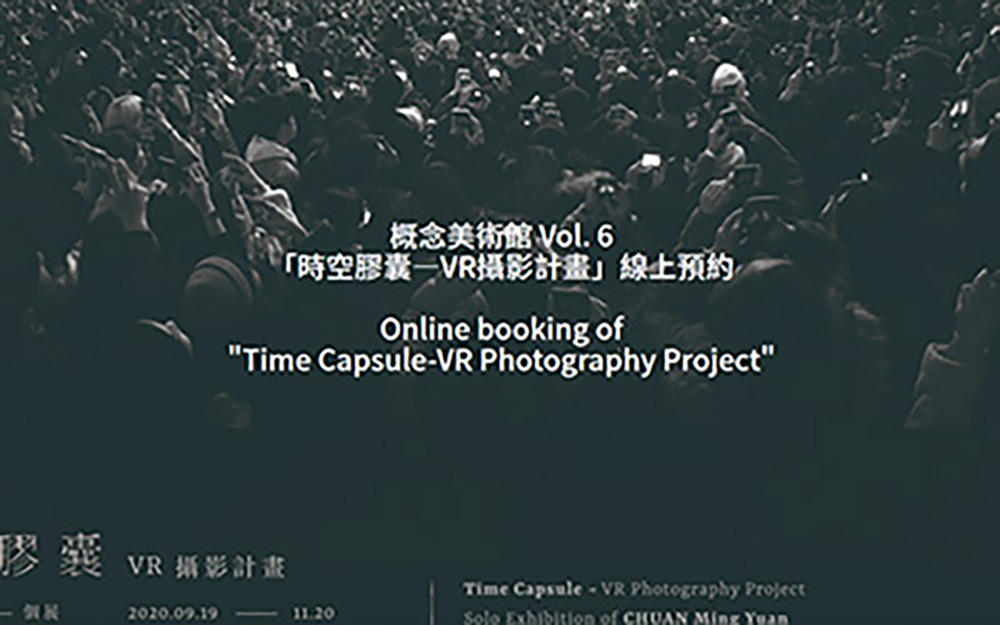 概念美術館 Vol. 6
「時空膠囊—VR攝影計畫」線上預約
Online booking of
"Time Capsule-VR Photography Project"
膠囊 VR 攝影計畫
— 個展 2020.09.19 —— 11.20
Time Capsule - VR Photography Project
Solo Exhibition of CHUAN Ming Yuan